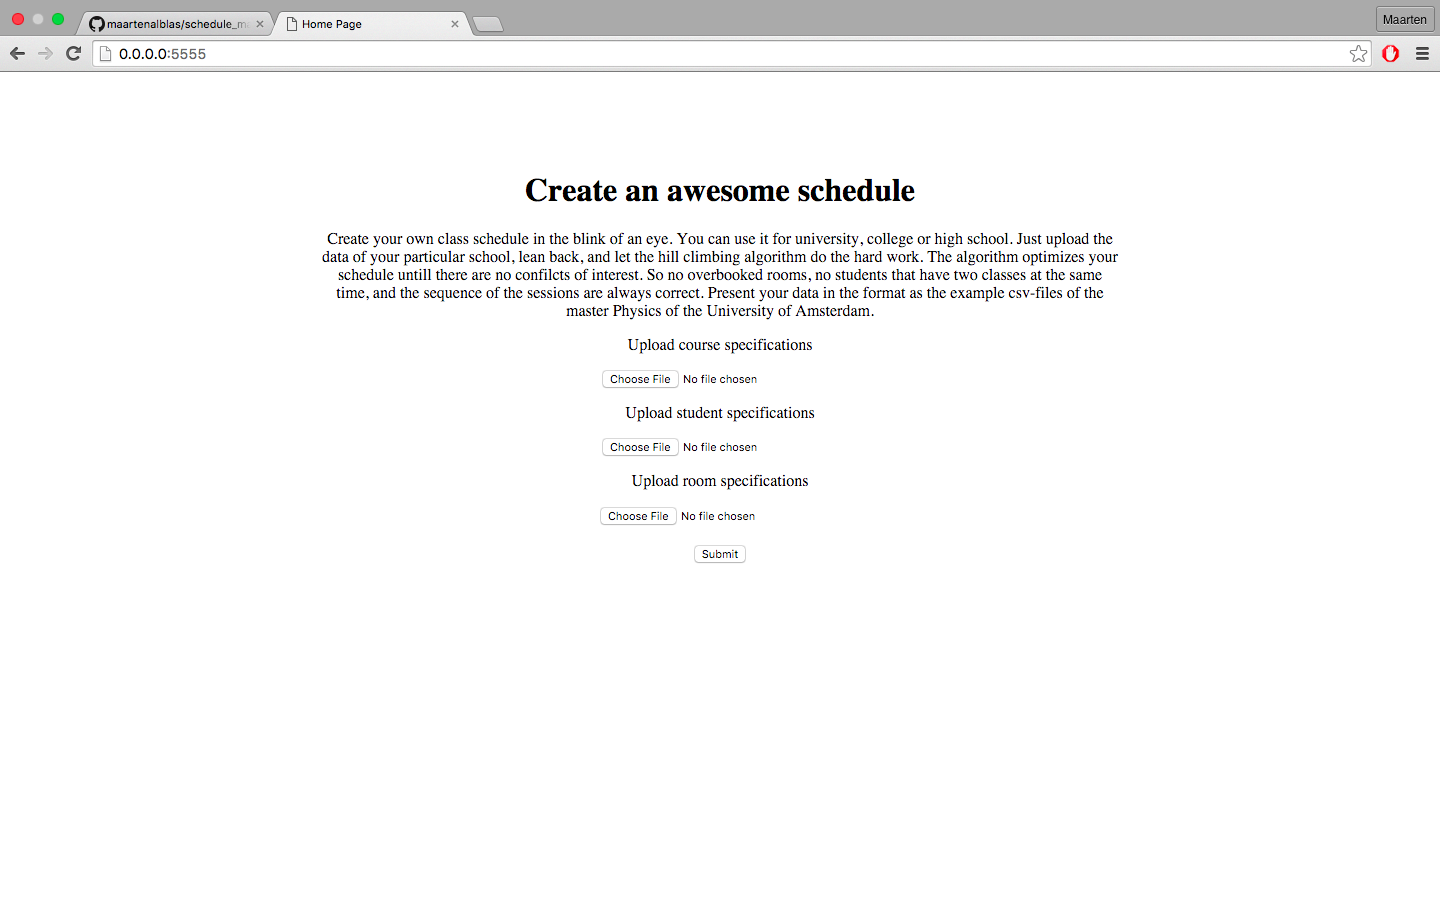 maartenalblas/schedule_m
Home Page
Maarten
0.0.0.0:5555
Create an awesome schedule
Create your own class schedule in the blink of an eye. You can use it for university, college or high school. Just upload the
data of your particular school, lean back, and let the hill climbing algorithm do the hard work. The algorithm optimizes your
schedule untill there are no confilcts of interest. So no overbooked rooms, no students that have two classes at the same
time, and the sequence of the sessions are always correct. Present your data in the format as the example csv-files of the
master Physics of the University of Amsterdam.
Upload course specifications
Choose File No file chosen
Upload student specifications
Choose File No file chosen
Upload room specifications
Choose File No file chosen
Submit